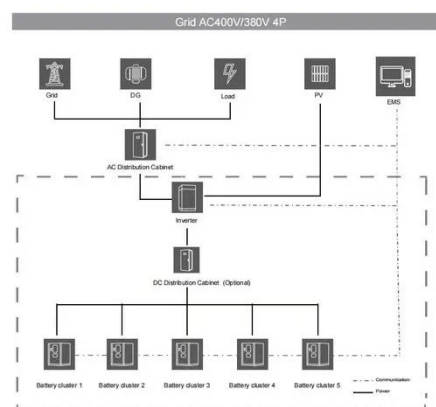 Grid AC400V/380V 4P
Grid
DG
Load
PV
EMS
AC Distribution Cabinet
Inverter
DC Distribution Cabinet (Optional)
Battery cluster 1
Battery cluster 2
Battery cluster 3
Battery cluster 4
Battery cluster 5
Communication
Power